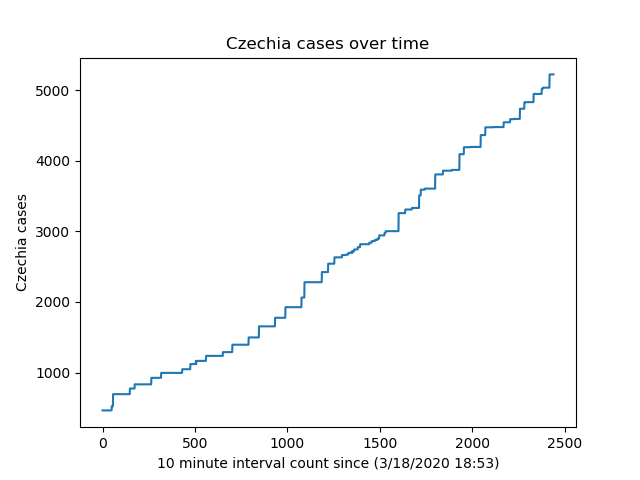 Czechia cases over time
Czechia cases
5000
4000
3000
2000
1000
0 500 1000 1500 2000 2500
10 minute interval count since (3/18/2020 18:53)